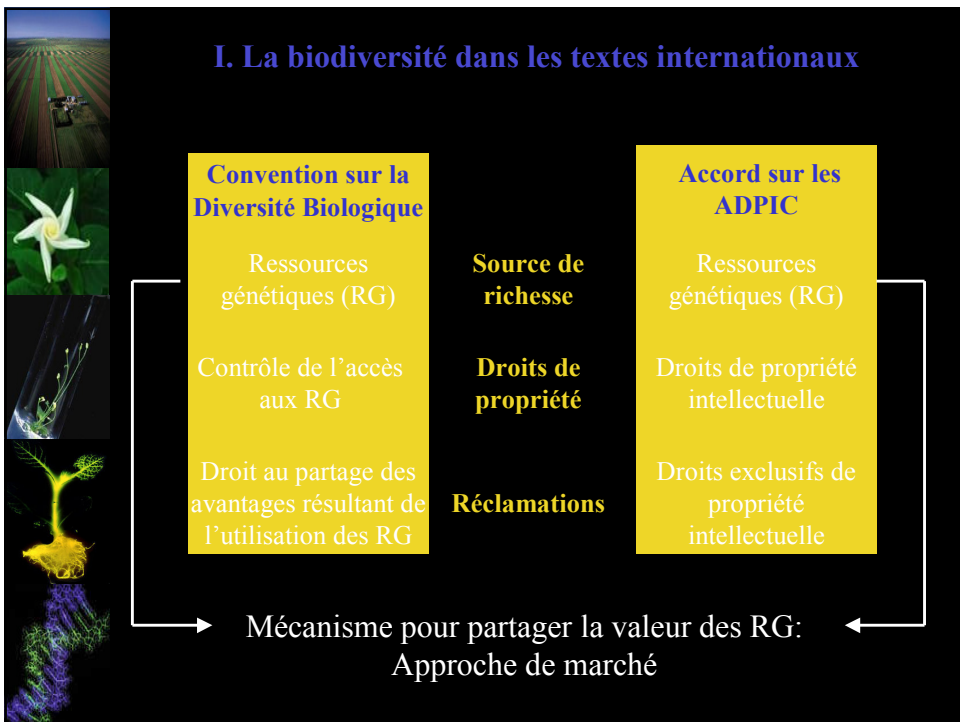 I. La biodiversité dans les textes internationaux
Convention sur la
Diversité Biologique
Accord sur les
ADPIC
Ressources
génétiques (RG)
Source de
richesse
Ressources
génétiques (RG)
Contrôle de l’accès
aux RG
Droits de
propriété
Droits de propriété
intellectuelle
Droit au partage des
avantages résultant de
l’utilisation des RG
Réclamations
Droits exclusifs de
propriété
intellectuelle
Mécanisme pour partager la valeur des RG:
Approche de marché